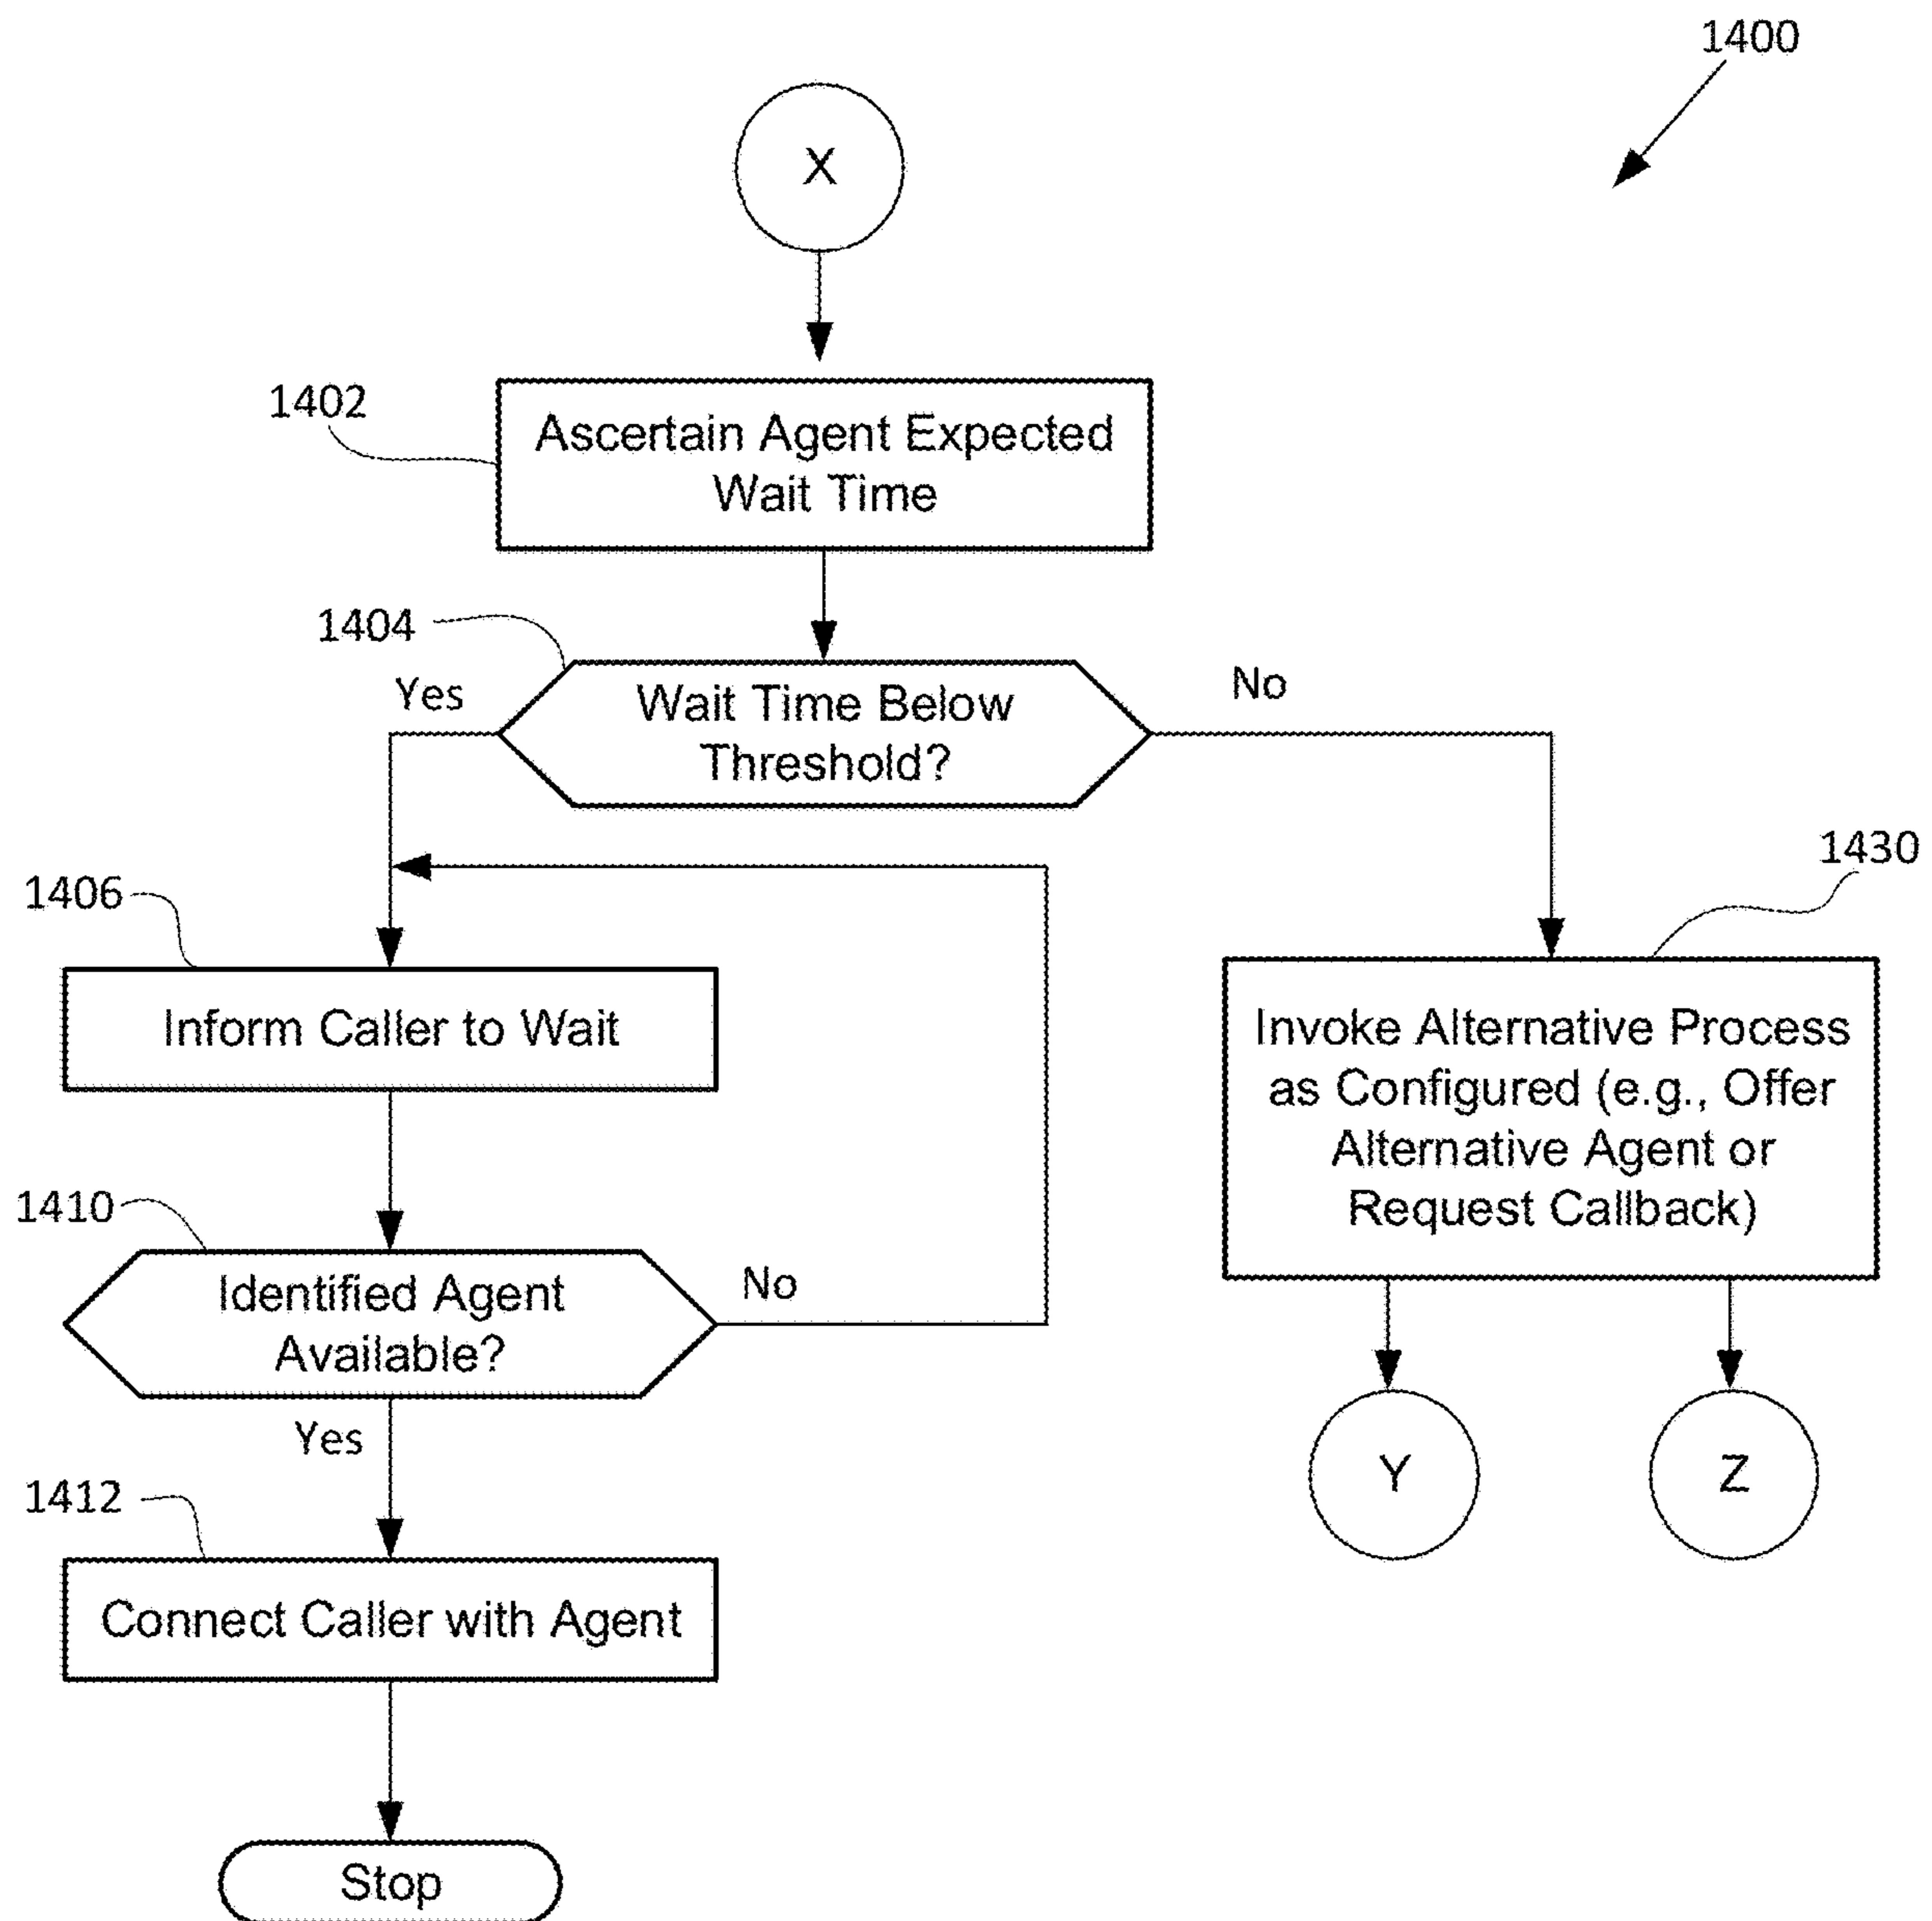 1400
X
1402
Ascertain Agent Expected
Wait Time
1404
Yes
Wait Time Below
Threshold?
No
1430
1406
Inform Caller to Wait
Invoke Alternative Process
as Configured (e.g., Offer
Alternative Agent or
Request Callback)
1410
Identified Agent
Available?
No
Yes
Y
Z
1412
Connect Caller with Agent
Stop